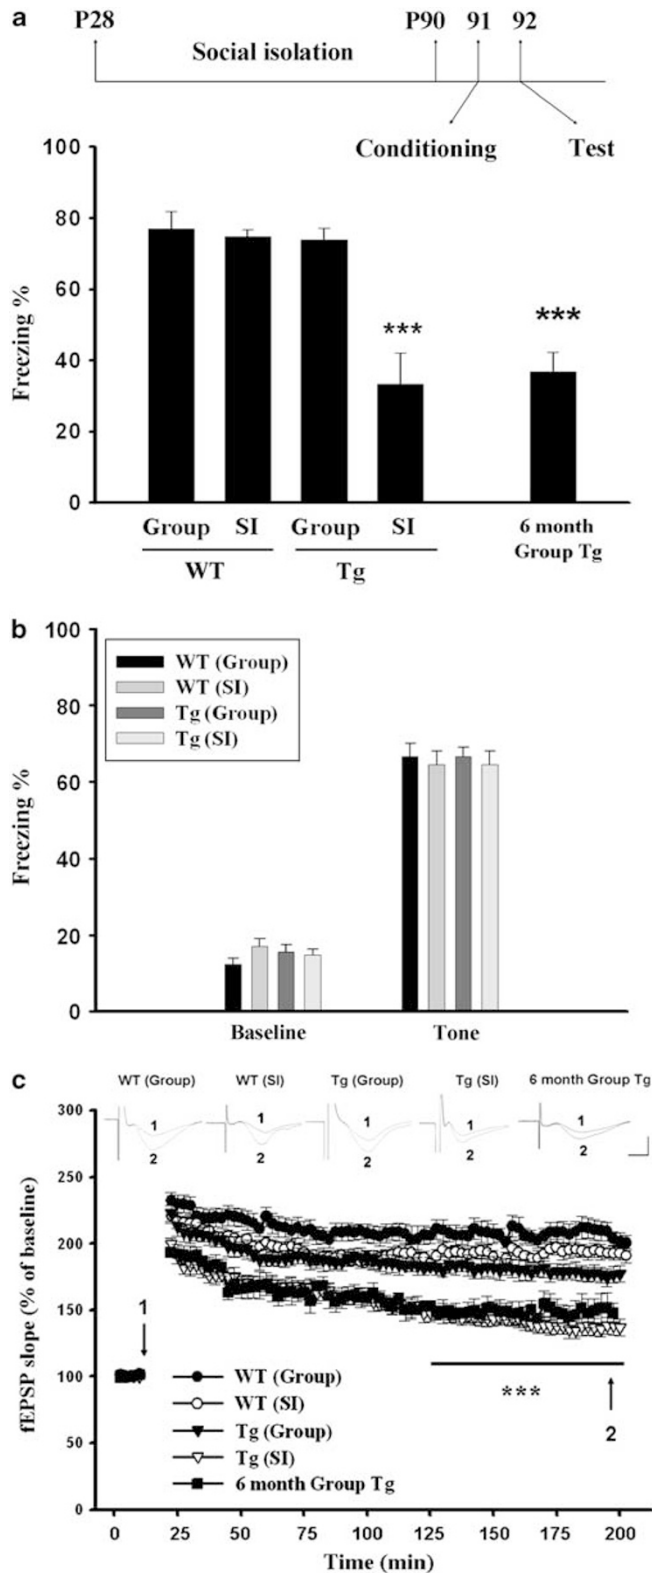 a
P28 P90 91 92
Social isolation
Conditioning Test
100
80
60
40
20
0
Freezing %
*** ***
Group SI Group SI
WT Tg
6 month
Group Tg
b
100
80
60
40
20
0
Freezing %
WT (Group)
WT (SI)
Tg (Group)
Tg (SI)
Baseline Tone
c
WT (Group) WT (SI) Tg (Group) Tg (SI) 6 month Group Tg
1 1 1 1 1
2 2 2 2 2
300
250
200
150
100
50
0
fEPSP slope (% of baseline)
1
WT (Group)
WT (SI)
Tg (Group)
Tg (SI)
6 month Group Tg
***
2
0 25 50 75 100 125 150 175 200
Time (min)